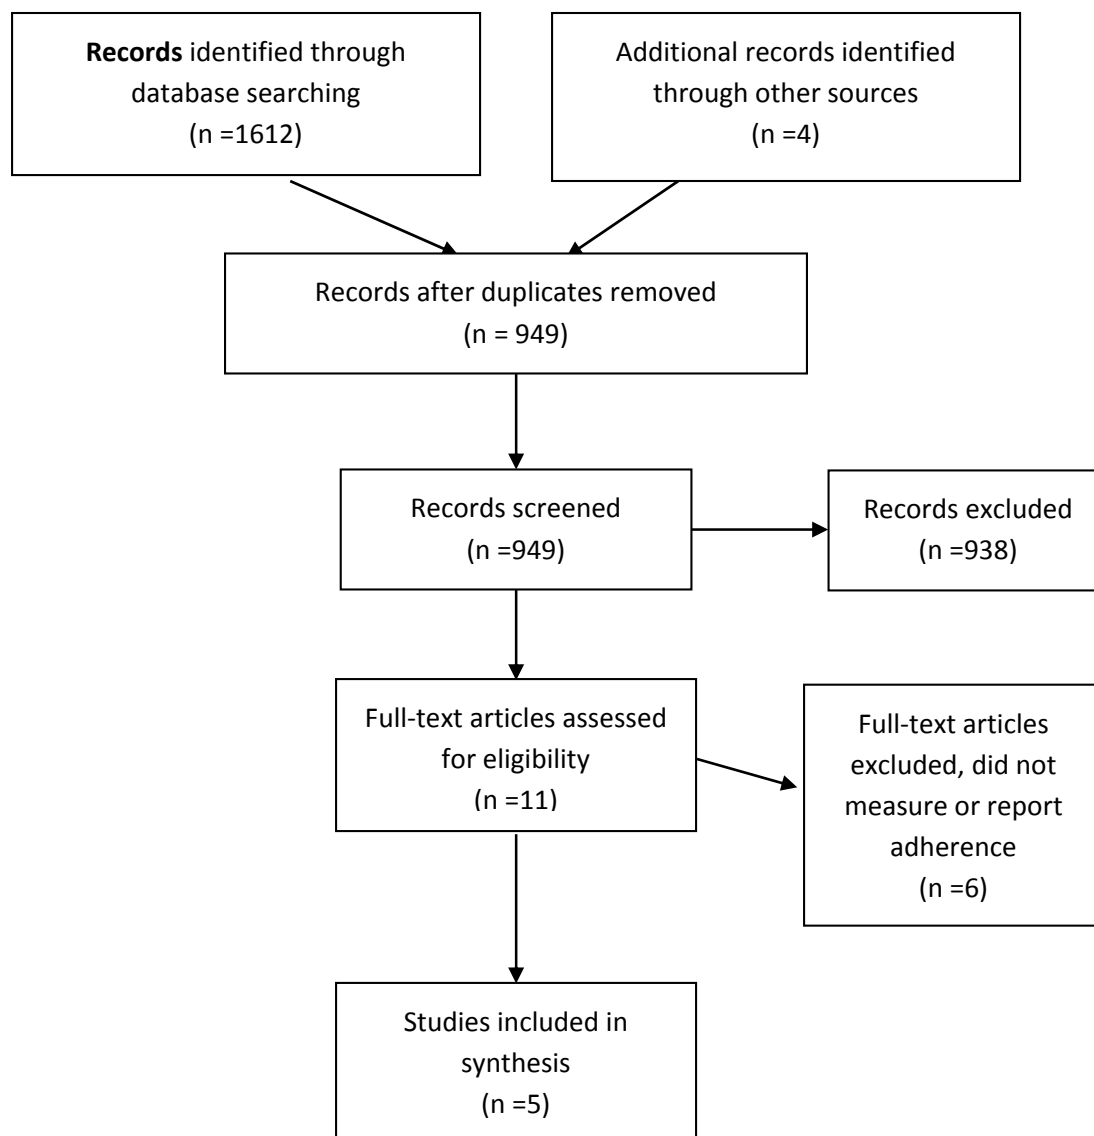 Records identified through
database searching
(n =1612)
Additional records identified
through other sources
(n =4)
Records after duplicates removed
(n = 949)
Records screened
(n =949)
Records excluded
(n =938)
Full-text articles assessed
for eligibility
(n =11)
Full-text articles
excluded, did not
measure or report
adherence
(n =6)
Studies included in
synthesis
(n =5)